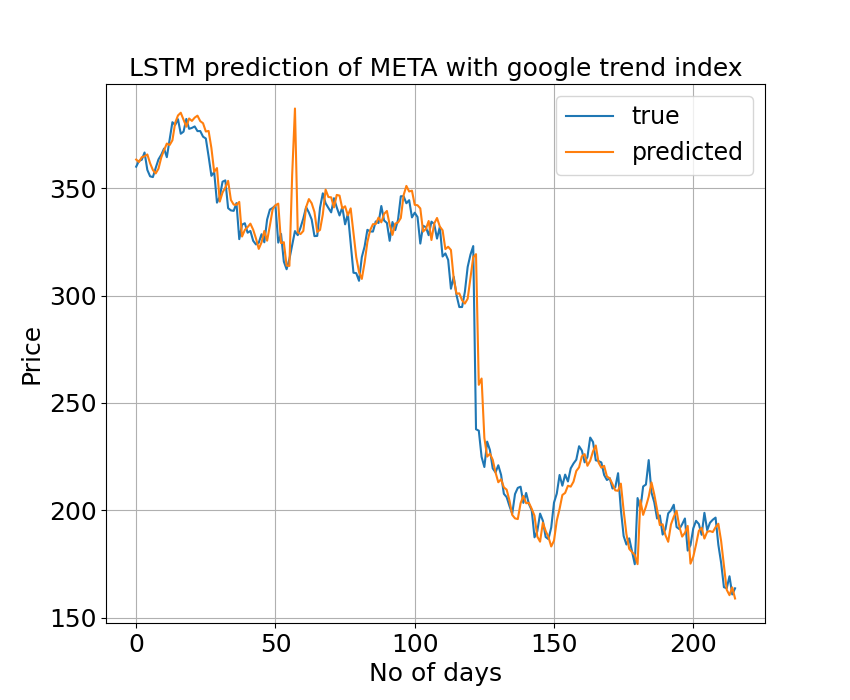 LSTM prediction of META with google trend index
true
predicted
Price
350
300
250
200
150
0 50 100 150 200
No of days